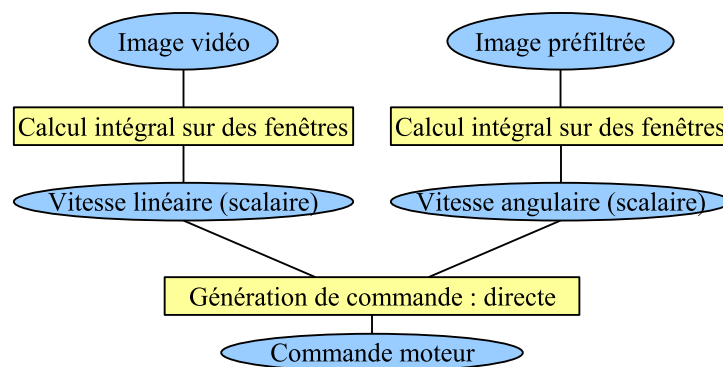 Image vidéo
Image préfiltrée
Calcul intégral sur des fenêtres
Calcul intégral sur des fenêtres
Vitesse linéaire (scalaire)
Vitesse angulaire (scalaire)
Génération de commande : directe
Commande moteur